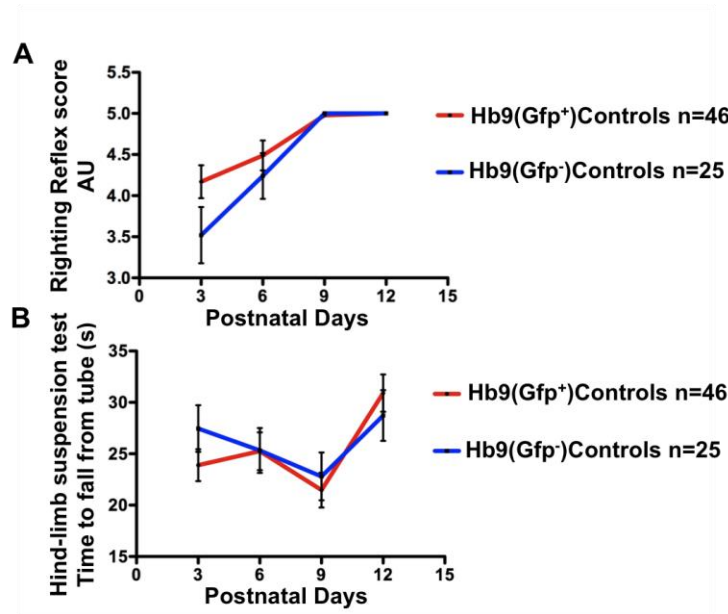 A
Righting Reflex score
AU
5.5
5.0
4.5
4.0
3.5
3.0
0
3
6
9
12
15
Postnatal Days
Hb9(Gfp⁺)Controls n=46
Hb9(Gfp⁻)Controls n=25
B
Hind-limb suspension test
Time to fall from tube (s)
35
30
25
20
15
0
3
6
9
12
15
Postnatal Days
Hb9(Gfp⁺)Controls n=46
Hb9(Gfp⁻)Controls n=25